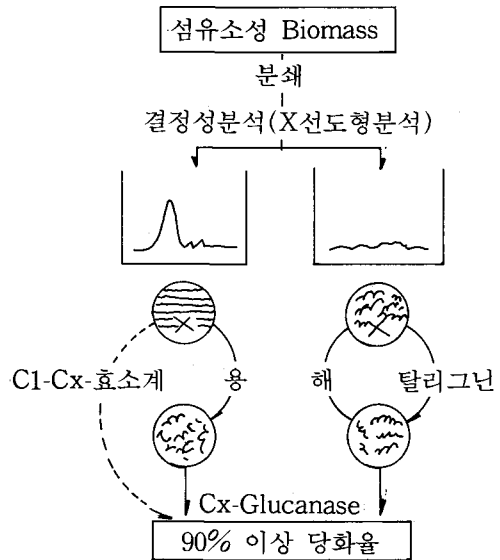 섬유소성 Biomass
분쇄
결정성분석(X선도형분석)
C1-Cx-효소계 용 해 탈리그닌
Cx-Glucanase
90% 이상 당화율